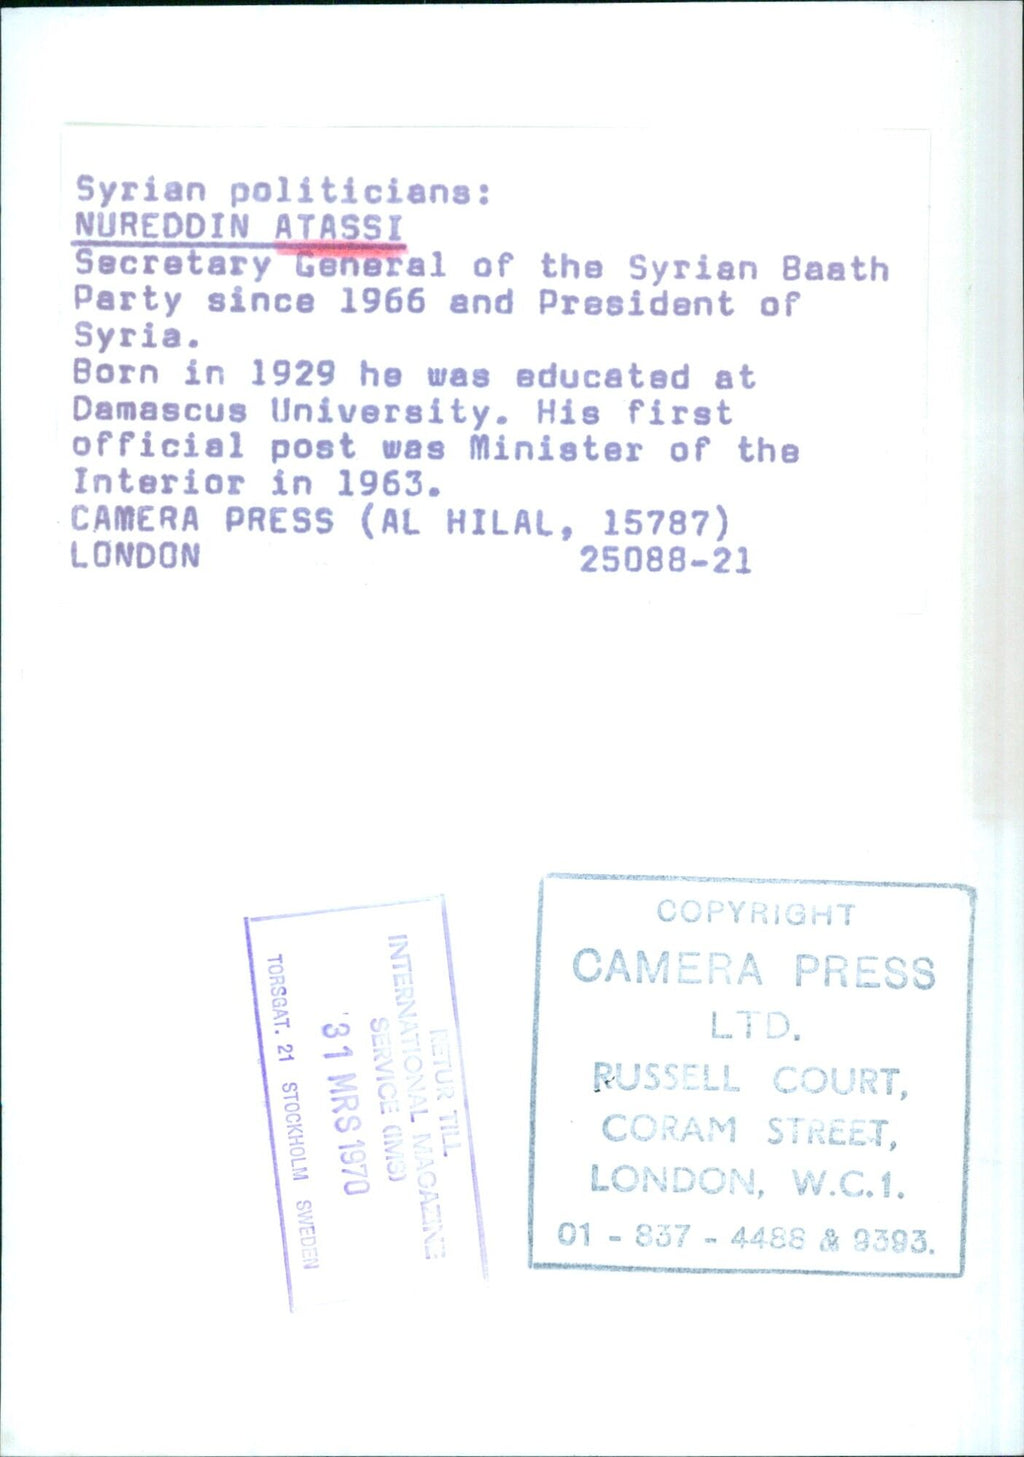 Syrian politicians:
NUREDDIN ATASSI
Secretary General of the Syrian Baath
Party since 1966 and President of
Syria.
Born in 1929 he was educated at
Damascus University. His first
official post was Minister of the
Interior in 1963.
CAMERA PRESS (AL HILAL, 15787)
LONDON 25088-21
RETUR TILL
INTERNATIONAL MAGAZINE
SERVICE (IMS)
31 MRS 1970
TORSGAT. 21 STOCKHOLM SWEDEN
COPYRIGHT
CAMERA PRESS
LTD.
RUSSELL COURT,
CORAM STREET,
LONDON, W.C.1.
01 - 837 - 4488 & 9393.